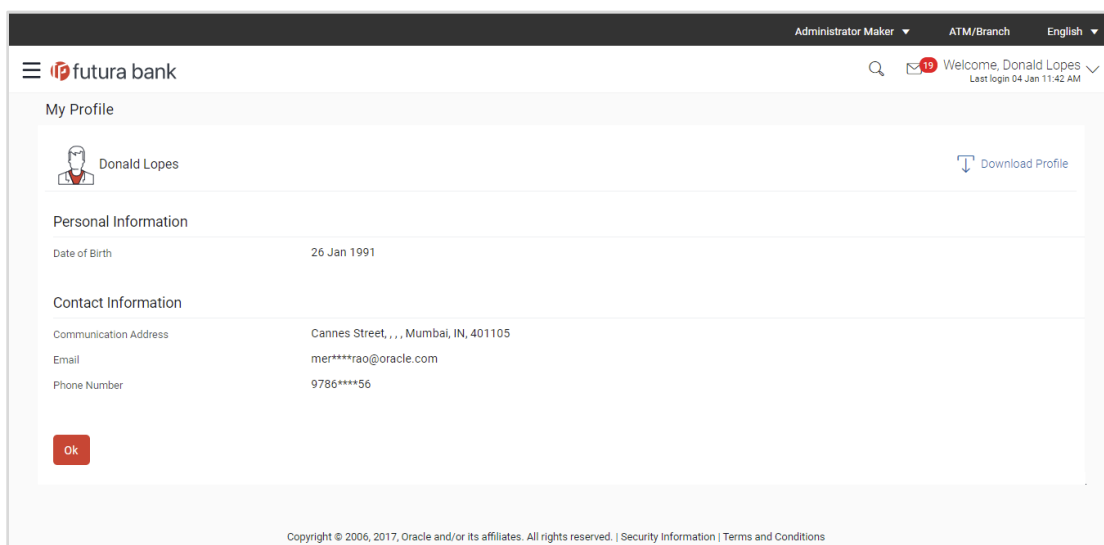 Administrator Maker ATM/Branch English
futura bank 19 Welcome, Donald Lopes
Last login 04 Jan 11:42 AM
My Profile
Donald Lopes Download Profile
Personal Information
Date of Birth 26 Jan 1991
Contact Information
Communication Address Cannes Street, , , , Mumbai, IN, 401105
Email mer****rao@oracle.com
Phone Number 9786****56
Ok
Copyright © 2006, 2017, Oracle and/or its affiliates. All rights reserved. | Security Information | Terms and Conditions